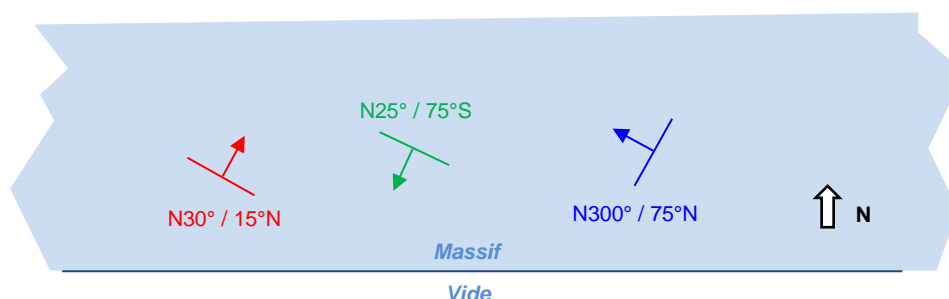 N25° / 75°S
N30° / 15°N
N300° / 75°N
N
Massif
Vide